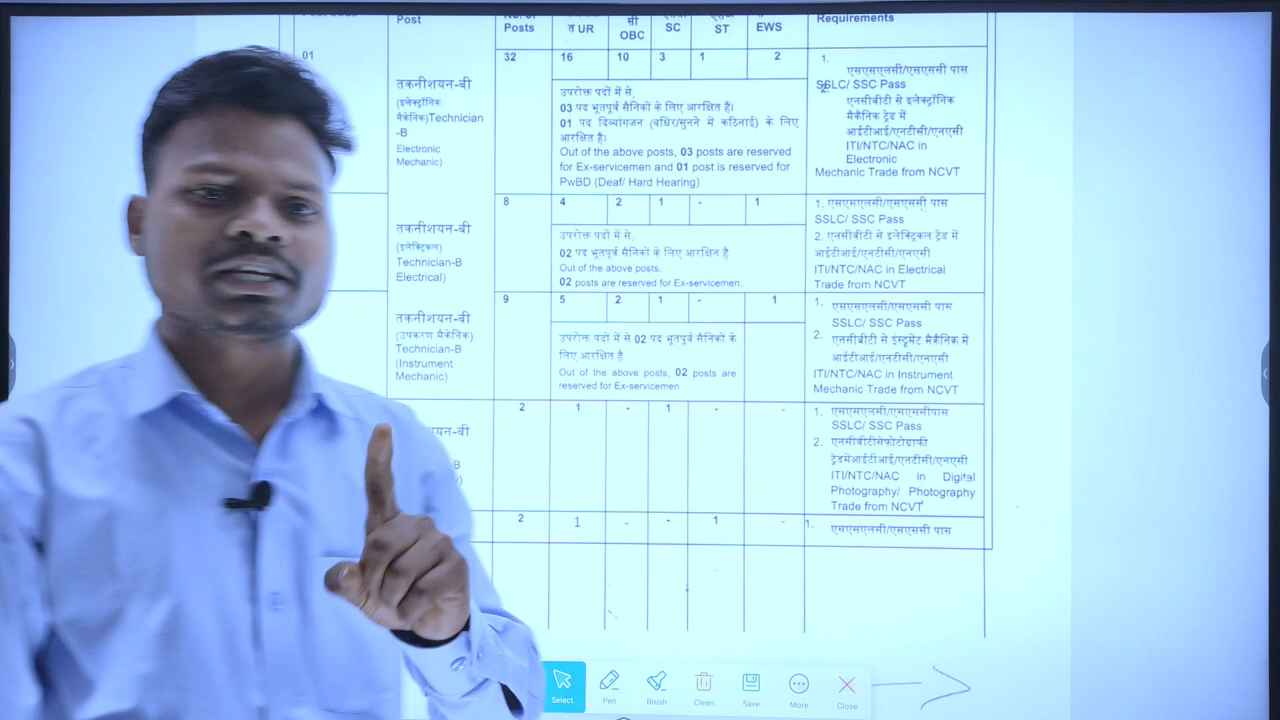 Post
Posts
त UR
सी
OBC
SC
ST
EWS
Requirements
01
तकनीशयन-बी
(इलेक्ट्रॉनिक
मैकेनिक)Technician
-B
Electronic
Mechanic)
32
16
10
3
1
2
उपरोक्त पदों में से,
03 पद भूतपूर्व सैनिकों के लिए आरक्षित हैं।
01 पद दिव्यांगजन (बधिर/सुनने में कठिनाई) के लिए
आरक्षित है।
Out of the above posts, 03 posts are reserved
for Ex-servicemen and 01 post is reserved for
PwBD (Deaf/ Hard Hearing)
1.
एसएसएलसी/एसएससी पास
SSLC/ SSC Pass
2.
एनसीवीटी से इलेक्ट्रॉनिक
मैकैनिक ट्रेड में
आईटीआई/एनटीसी/एनएसी
ITI/NTC/NAC in
Electronic
Mechanic Trade from NCVT
तकनीशयन-बी
(इलेक्ट्रिकल)
Technician-B
Electrical)
8
4
2
1
-
1
उपरोक्त पदों में से,
02 पद भूतपूर्व सैनिकों के लिए आरक्षित है
Out of the above posts,
02 posts are reserved for Ex-servicemen.
1. एसएसएलसी/एसएससी पास
SSLC/ SSC Pass
2. एनसीवीटी से इलेक्ट्रिकल ट्रेड में
आईटीआई/एनटीसी/एनएसी
ITI/NTC/NAC in Electrical
Trade from NCVT
तकनीशयन-बी
(उपकरण मैकेनिक)
Technician-B
(Instrument
Mechanic)
9
5
2
1
-
1
उपरोक्त पदों में से 02 पद भूतपूर्व सैनिकों के
लिए आरक्षित है
Out of the above posts, 02 posts are
reserved for Ex-servicemen
1. एसएसएलसी/एसएससी पास
SSLC/ SSC Pass
2. एनसीवीटी से इंस्ट्रूमेंट मैकैनिक में
आईटीआई/एनटीसी/एनएसी
ITI/NTC/NAC in Instrument
Mechanic Trade from NCVT
यन-बी
B
2
1
-
1
-
-
1. एसएसएलसी/एसएससीपास
SSLC/ SSC Pass
2. एनसीवीटीसेफोटोग्राफी
ट्रेडमेंआईटीआई/एनटीसी/एनएसी
ITI/NTC/NAC in Digital
Photography/ Photography
Trade from NCVT
2
1
-
-
1
-
1. एसएसएलसी/एसएससी पास
Select
Pen
Brush
Clean
Save
More
Close